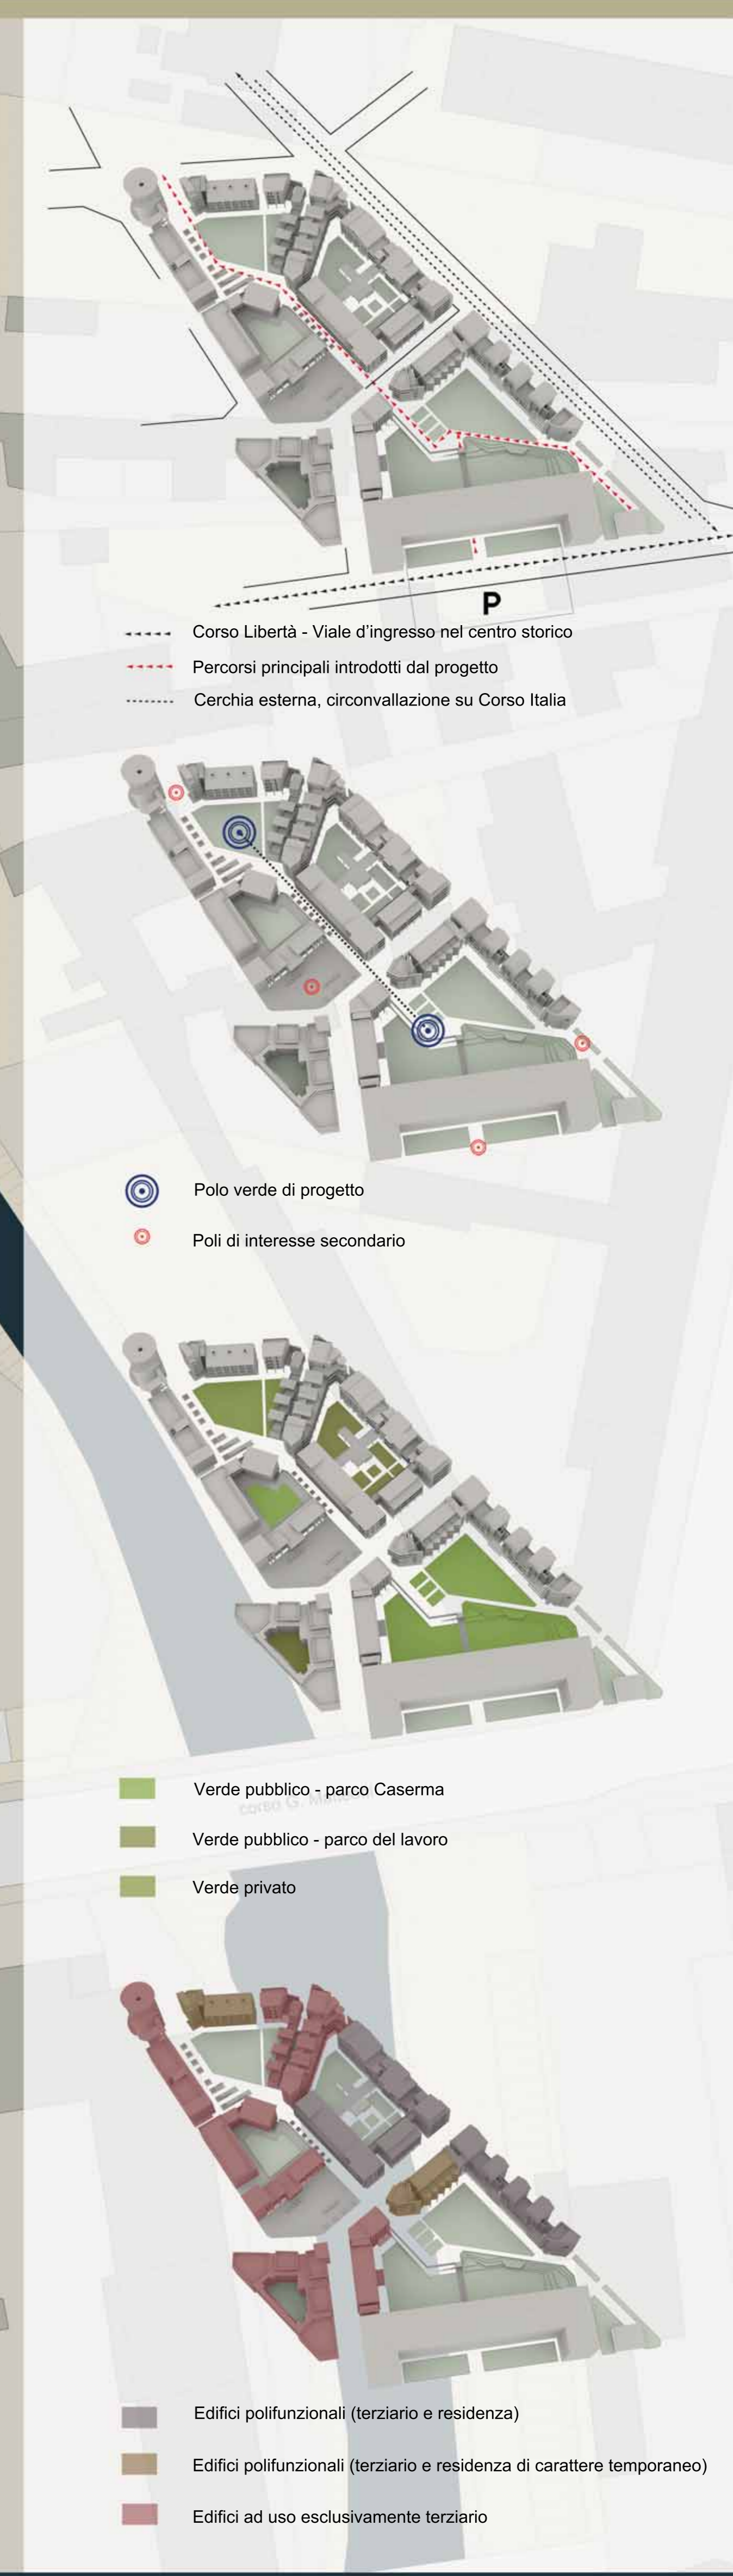 P
Corso Libertà - Viale d'ingresso nel centro storico
Percorsi principali introdotti dal progetto
Cerchia esterna, circonvallazione su Corso Italia
Polo verde di progetto
Poli di interesse secondario
Verde pubblico - parco Caserma
corso G.
Verde pubblico - parco del lavoro
Verde privato
Edifici polifunzionali (terziario e residenza)
Edifici polifunzionali (terziario e residenza di carattere temporaneo)
Edifici ad uso esclusivamente terziario